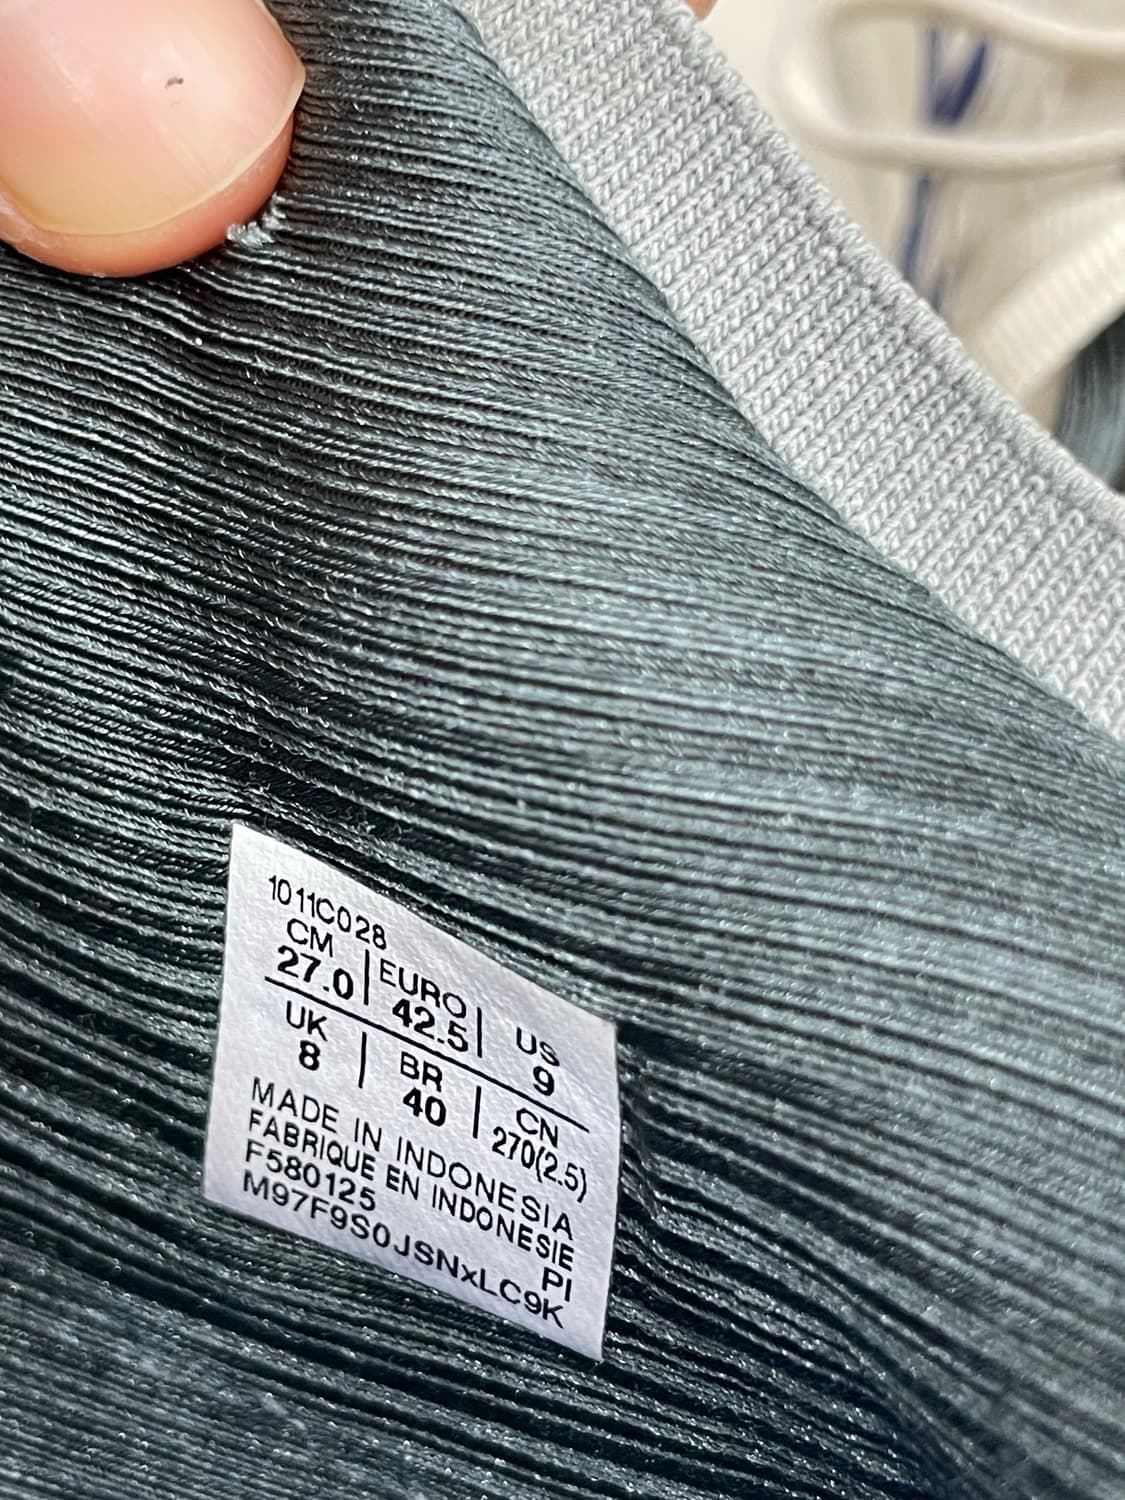 1011C028
CM | EURO | US
27.0 | 42.5 | 9
UK | BR | CN
8 | 40 | 270(2.5)
MADE IN INDONESIA
FABRIQUE EN INDONESIE
F580125 PI
M97F9S0JSNxLC9K